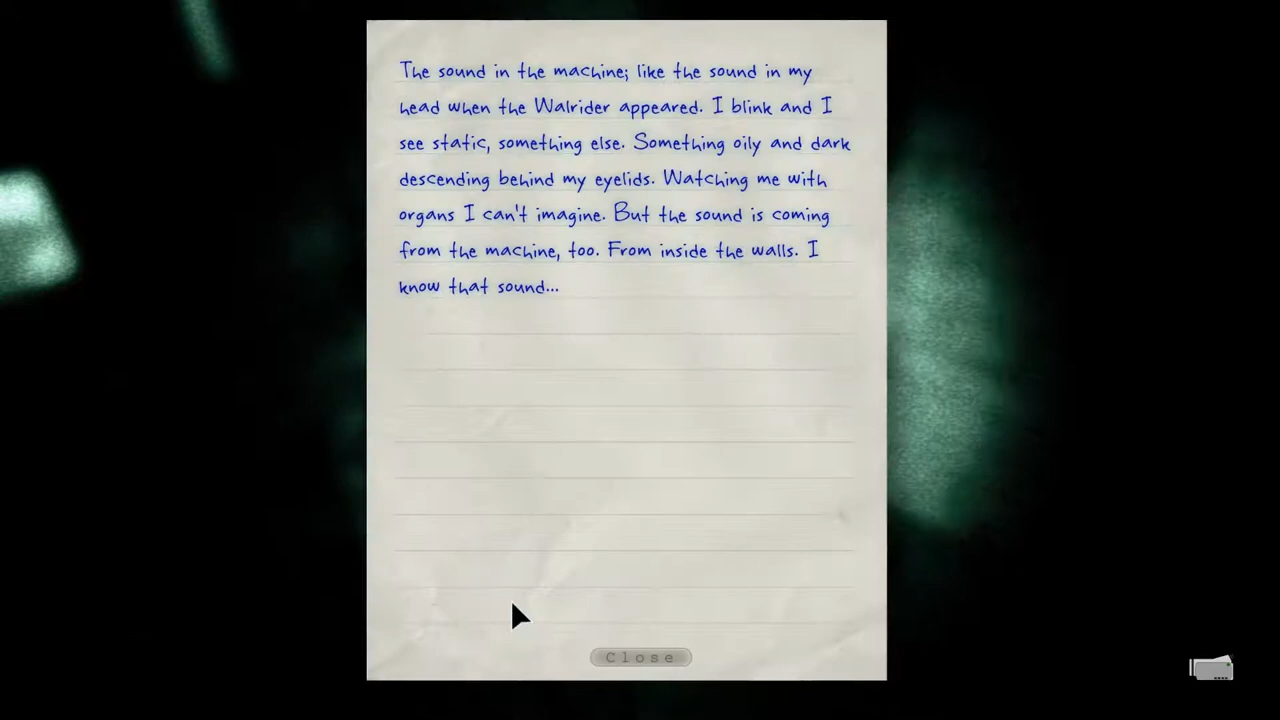 The sound in the machine; like the sound in my
head when the Walrider appeared. I blink and I
see static, something else. Something oily and dark
descending behind my eyelids. Watching me with
organs I can't imagine. But the sound is coming
from the machine, too. From inside the walls. I
know that sound...
Close